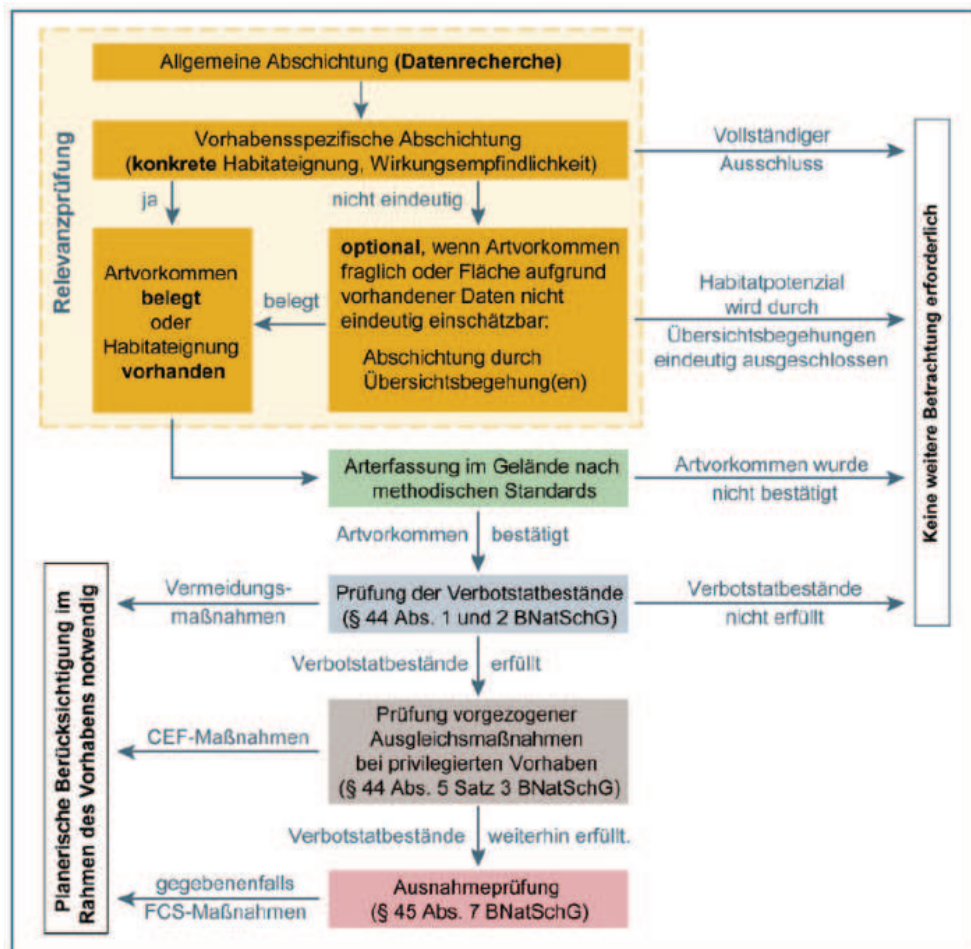 Relevanzprüfung
Allgemeine Abschichtung (Datenrecherche)
Vorhabensspezifische Abschichtung
(konkrete Habitateignung, Wirkungsempfindlichkeit)
Vollständiger
Ausschluss
ja
nicht eindeutig
Artvorkommen
belegt
oder
Habitateignung
vorhanden
belegt
optional, wenn Artvorkommen
fraglich oder Fläche aufgrund
vorhandener Daten nicht
eindeutig einschätzbar:
Abschichtung durch
Übersichtsbegehung(en)
Habitatpotenzial
wird durch
Übersichtsbegehungen
eindeutig ausgeschlossen
Keine weitere Betrachtung erforderlich
Arterfassung im Gelände nach
methodischen Standards
Artvorkommen wurde
nicht bestätigt
Artvorkommen bestätigt
Planerische Berücksichtigung im
Rahmen des Vorhabens notwendig
Vermeidungs-
maßnahmen
Prüfung der Verbotstatbestände
(§ 44 Abs. 1 und 2 BNatSchG)
Verbotstatbestände
nicht erfüllt
Verbotstatbestände erfüllt
CEF-Maßnahmen
Prüfung vorgezogener
Ausgleichsmaßnahmen
bei privilegierten Vorhaben
(§ 44 Abs. 5 Satz 3 BNatSchG)
Verbotstatbestände weiterhin erfüllt.
gegebenenfalls
FCS-Maßnahmen
Ausnahmeprüfung
(§ 45 Abs. 7 BNatSchG)